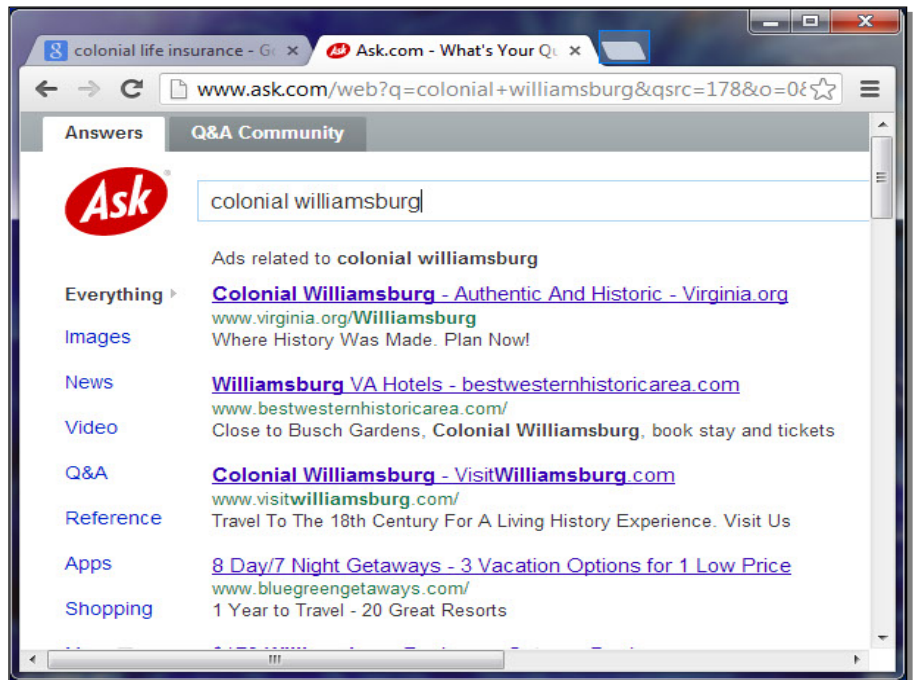 colonial life insurance - G
Ask.com - What's Your Qu
www.ask.com/web?q=colonial+williamsburg&qsrc=178&o=08
Answers
Q&A Community
Ask
colonial williamsburg
Ads related to colonial williamsburg
Everything
Colonial Williamsburg - Authentic And Historic - Virginia.org
www.virginia.org/Williamsburg
Where History Was Made. Plan Now!
Images
News
Williamsburg VA Hotels - bestwesternhistoricarea.com
www.bestwesternhistoricarea.com/
Close to Busch Gardens, Colonial Williamsburg, book stay and tickets
Video
Q&A
Colonial Williamsburg - VisitWilliamsburg.com
www.visitwilliamsburg.com/
Travel To The 18th Century For A Living History Experience. Visit Us
Reference
Apps
8 Day/7 Night Getaways - 3 Vacation Options for 1 Low Price
www.bluegreengetaways.com/
1 Year to Travel - 20 Great Resorts
Shopping